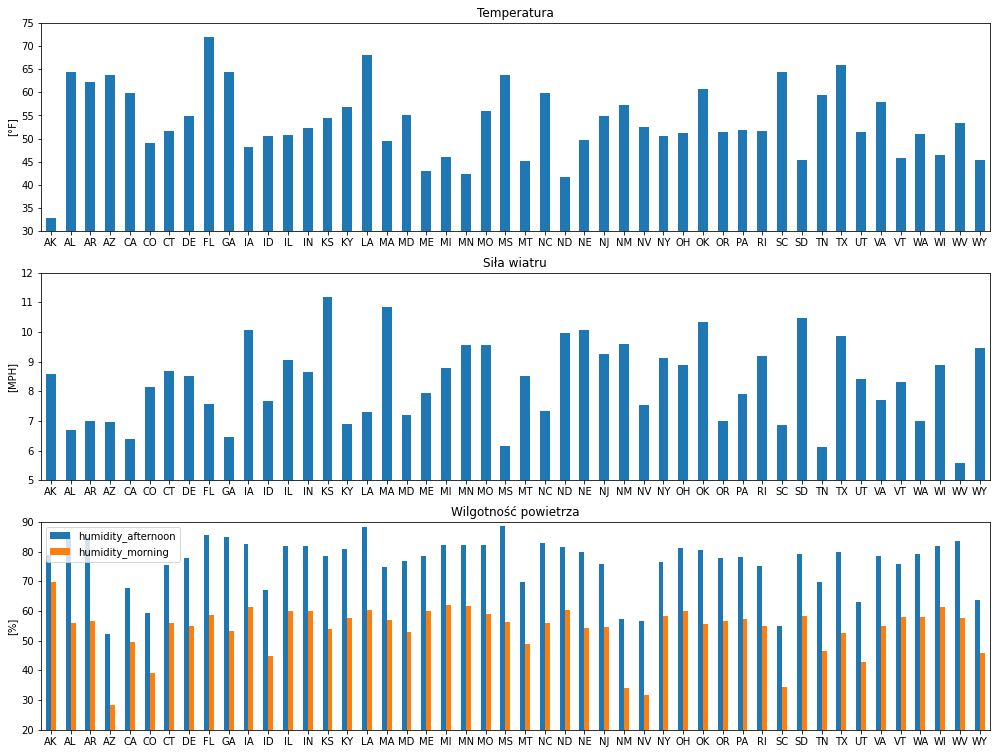 Temperatura
[°F]
75
70
65
60
55
50
45
40
35
30
AK AL AR AZ CA CO CT DE FL GA IA ID IL IN KS KY LA MA MD ME MI MN MO MS MT NC ND NE NJ NM NV NY OH OK OR PA RI SC SD TN TX UT VA VT WA WI WV WY
Siła wiatru
[MPH]
12
11
10
9
8
7
6
5
AK AL AR AZ CA CO CT DE FL GA IA ID IL IN KS KY LA MA MD ME MI MN MO MS MT NC ND NE NJ NM NV NY OH OK OR PA RI SC SD TN TX UT VA VT WA WI WV WY
Wilgotność powietrza
[%]
90
80
70
60
50
40
30
20
humidity_afternoon
humidity_morning
AK AL AR AZ CA CO CT DE FL GA IA ID IL IN KS KY LA MA MD ME MI MN MO MS MT NC ND NE NJ NM NV NY OH OK OR PA RI SC SD TN TX UT VA VT WA WI WV WY